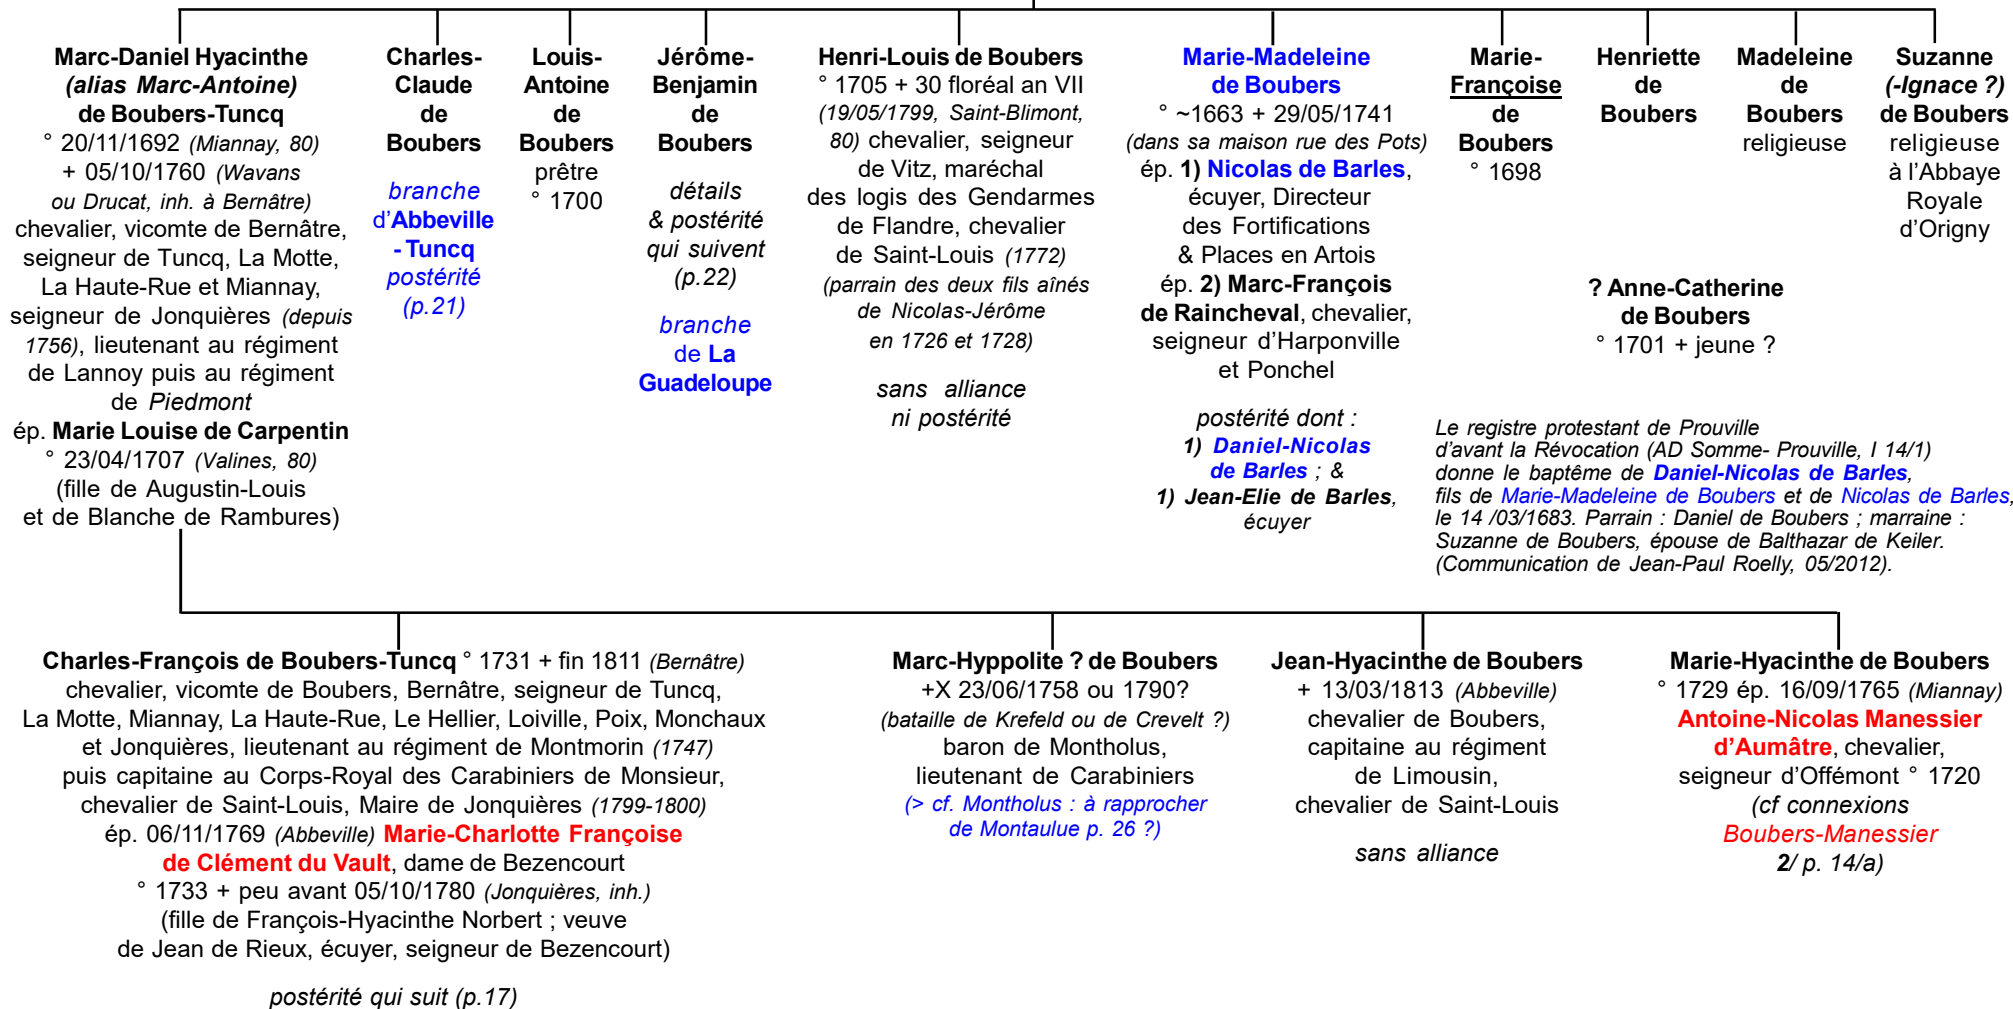 Marc-Daniel Hyacinthe
(alias Marc-Antoine)
de Boubers-Tuncq
° 20/11/1692 (Miannay, 80)
+ 05/10/1760 (Wavans
ou Drucat, inh. à Bernâtre)
chevalier, vicomte de Bernâtre,
seigneur de Tuncq, La Motte,
La Haute-Rue et Miannay,
seigneur de Jonquières (depuis
1756), lieutenant au régiment
de Lannoy puis au régiment
de Piedmont
ép. Marie Louise de Carpentin
° 23/04/1707 (Valines, 80)
(fille de Augustin-Louis
et de Blanche de Rambures)
Charles-
Claude
de
Boubers
branche
d'Abbeville
- Tuncq
postérité
(p.21)
Louis-
Antoine
de
Boubers
prêtre
° 1700
Jérôme-
Benjamin
de
Boubers
détails
& postérité
qui suivent
(p.22)
branche
de La
Guadeloupe
Henri-Louis de Boubers
° 1705 + 30 floréal an VII
(19/05/1799, Saint-Blimont,
80) chevalier, seigneur
de Vitz, maréchal
des logis des Gendarmes
de Flandre, chevalier
de Saint-Louis (1772)
(parrain des deux fils aînés
de Nicolas-Jérôme
en 1726 et 1728)
sans alliance
ni postérité
Marie-Madeleine
de Boubers
° ~1663 + 29/05/1741
(dans sa maison rue des Pots)
ép. 1) Nicolas de Barles,
écuyer, Directeur
des Fortifications
& Places en Artois
ép. 2) Marc-François
de Raincheval, chevalier,
seigneur d'Harponville
et Ponchel
postérité dont :
1) Daniel-Nicolas
de Barles ; &
1) Jean-Elie de Barles,
écuyer
Marie-
Françoise
de
Boubers
° 1698
Henriette
de
Boubers
Madeleine
de
Boubers
religieuse
Suzanne
(-Ignace ?)
de Boubers
religieuse
à l'Abbaye
Royale
d'Origny
? Anne-Catherine
de Boubers
° 1701 + jeune ?
Le registre protestant de Prouville
d'avant la Révocation (AD Somme- Prouville, I 14/1)
donne le baptême de Daniel-Nicolas de Barles,
fils de Marie-Madeleine de Boubers et de Nicolas de Barles,
le 14 /03/1683. Parrain : Daniel de Boubers ; marraine :
Suzanne de Boubers, épouse de Balthazar de Keiler.
(Communication de Jean-Paul Roelly, 05/2012).
Charles-François de Boubers-Tuncq ° 1731 + fin 1811 (Bernâtre)
chevalier, vicomte de Boubers, Bernâtre, seigneur de Tuncq,
La Motte, Miannay, La Haute-Rue, Le Hellier, Loiville, Poix, Monchaux
et Jonquières, lieutenant au régiment de Montmorin (1747)
puis capitaine au Corps-Royal des Carabiniers de Monsieur,
chevalier de Saint-Louis, Maire de Jonquières (1799-1800)
ép. 06/11/1769 (Abbeville) Marie-Charlotte Françoise
de Clément du Vault, dame de Bezencourt
° 1733 + peu avant 05/10/1780 (Jonquières, inh.)
(fille de François-Hyacinthe Norbert ; veuve
de Jean de Rieux, écuyer, seigneur de Bezencourt)
postérité qui suit (p.17)
Marc-Hyppolite ? de Boubers
+X 23/06/1758 ou 1790?
(bataille de Krefeld ou de Crevelt ?)
baron de Montholus,
lieutenant de Carabiniers
(> cf. Montholus : à rapprocher
de Montaulue p. 26 ?)
Jean-Hyacinthe de Boubers
+ 13/03/1813 (Abbeville)
chevalier de Boubers,
capitaine au régiment
de Limousin,
chevalier de Saint-Louis
sans alliance
Marie-Hyacinthe de Boubers
° 1729 ép. 16/09/1765 (Miannay)
Antoine-Nicolas Manessier
d'Aumâtre, chevalier,
seigneur d'Offémont ° 1720
(cf connexions
Boubers-Manessier
2/ p. 14/a)